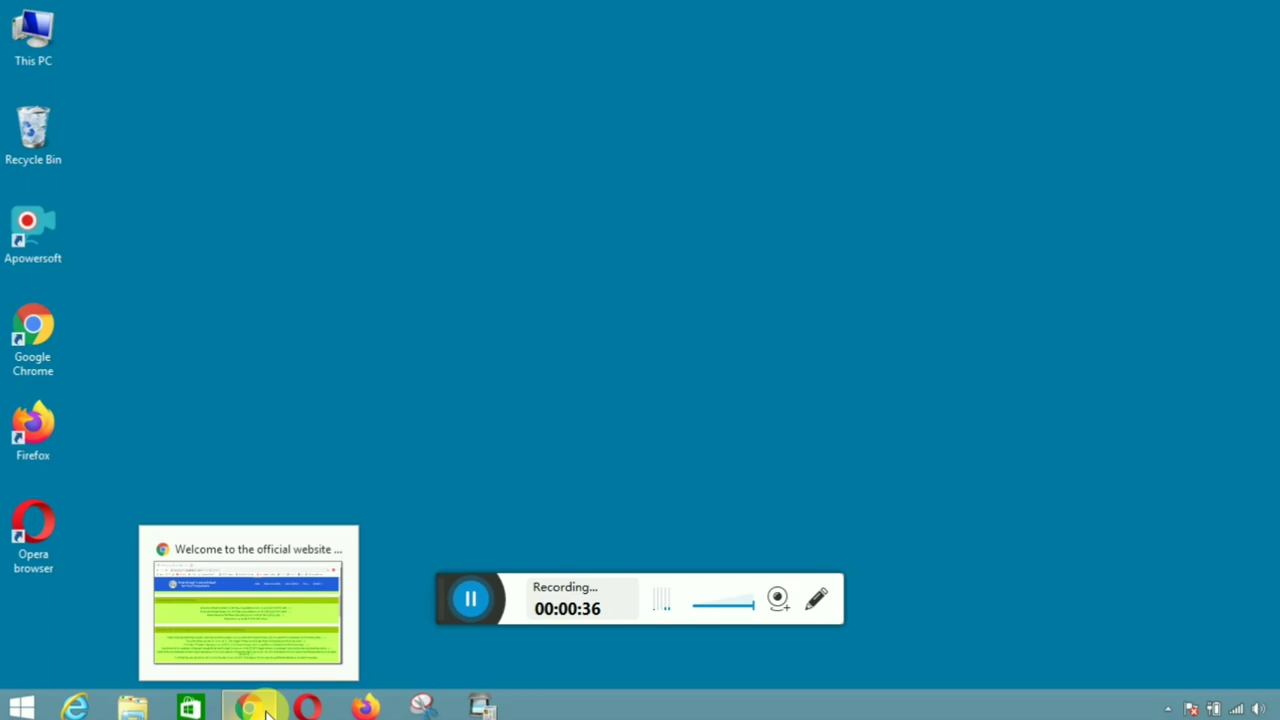 This PC
Recycle Bin
Apowersoft
Google
Chrome
Firefox
Opera
browser
Welcome to the official website ...
Recording...
00:00:36